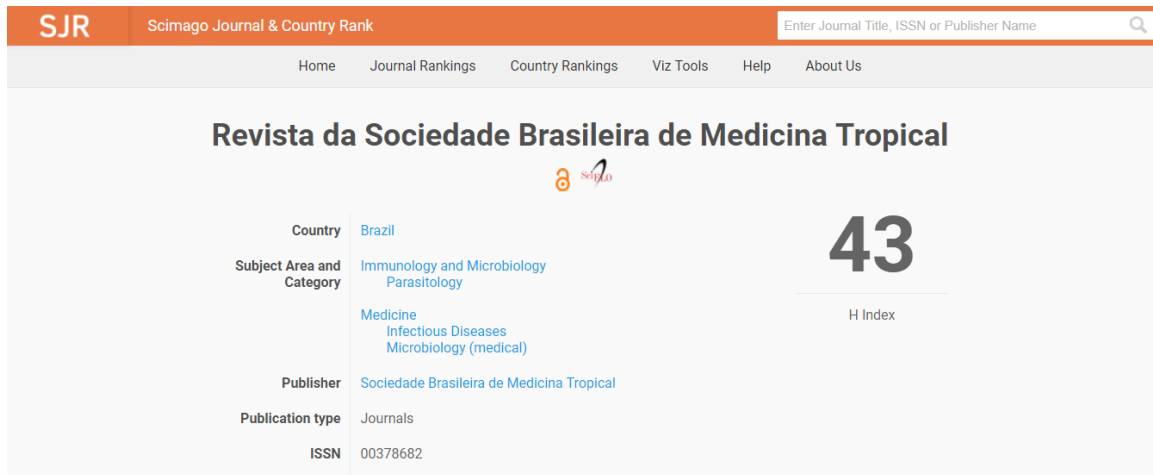 SJR
Scimago Journal & Country Rank
Enter Journal Title, ISSN or Publisher Name
Home Journal Rankings Country Rankings Viz Tools Help About Us
Revista da Sociedade Brasileira de Medicina Tropical
SciELO
Country Brazil
43
H Index
Subject Area and Category
Immunology and Microbiology
Parasitology
Medicine
Infectious Diseases
Microbiology (medical)
Publisher Sociedade Brasileira de Medicina Tropical
Publication type Journals
ISSN 00378682